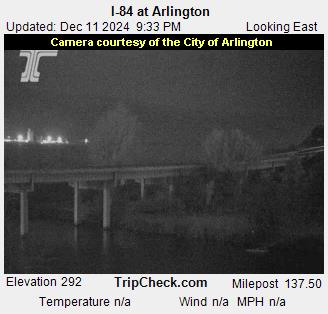 I-84 at Arlington
Updated: Dec 11 2024 9:33 PM Looking East
Camera courtesy of the City of Arlington
Elevation 292 TripCheck.com Milepost 137.50
Temperature n/a Wind n/a MPH n/a